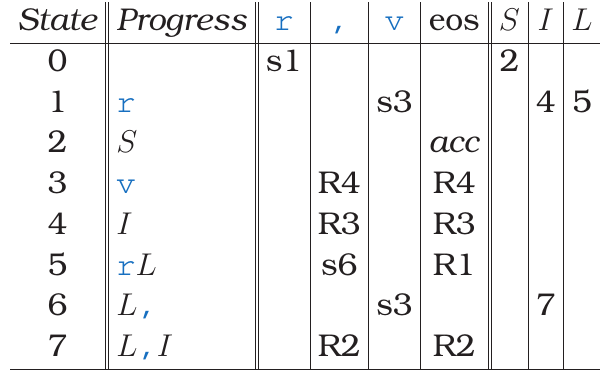 State Progress r , v eos S I L
0 s1 2
1 r s3 4 5
2 S acc
3 v R4 R4
4 I R3 R3
5 rL s6 R1
6 L, s3 7
7 L,I R2 R2